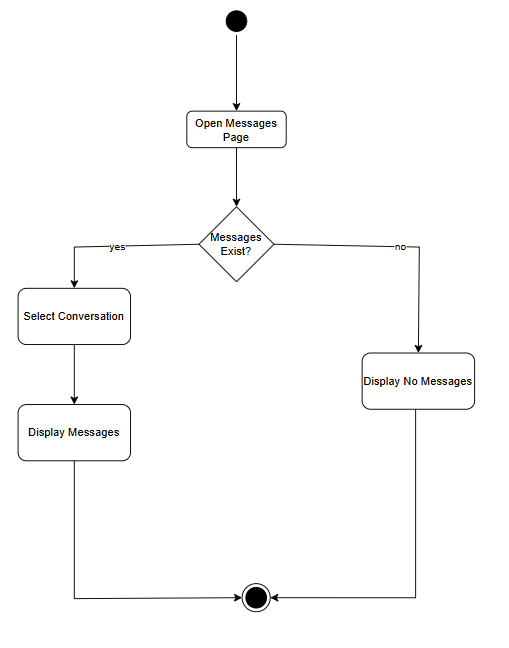 Open Messages
Page
Messages
Exist?
yes
no
Select Conversation
Display No Messages
Display Messages